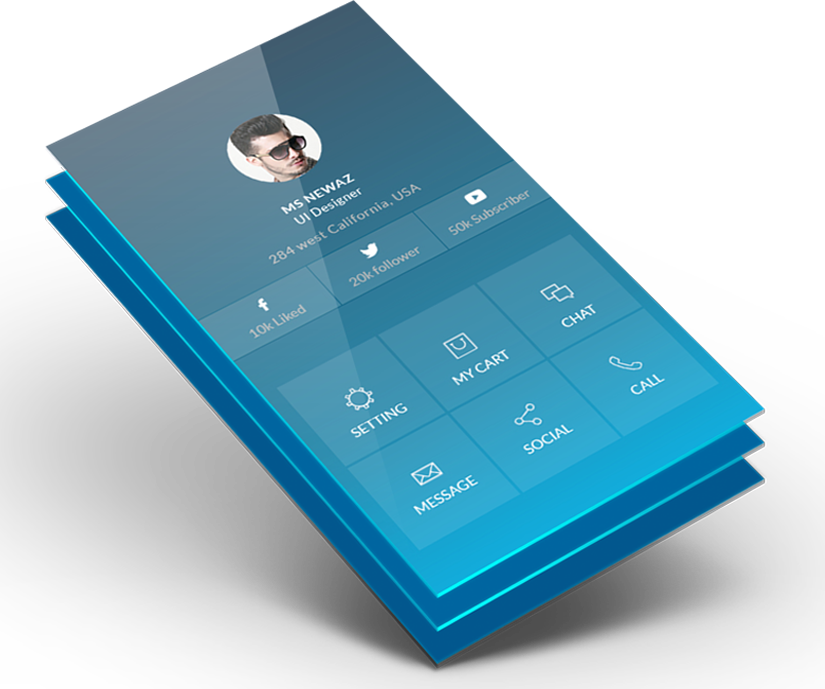 MS NEWAZ
UI Designer
284 west California, USA
10k Liked
20k follower
50k Subscriber
SETTING
MY CART
CHAT
MESSAGE
SOCIAL
CALL